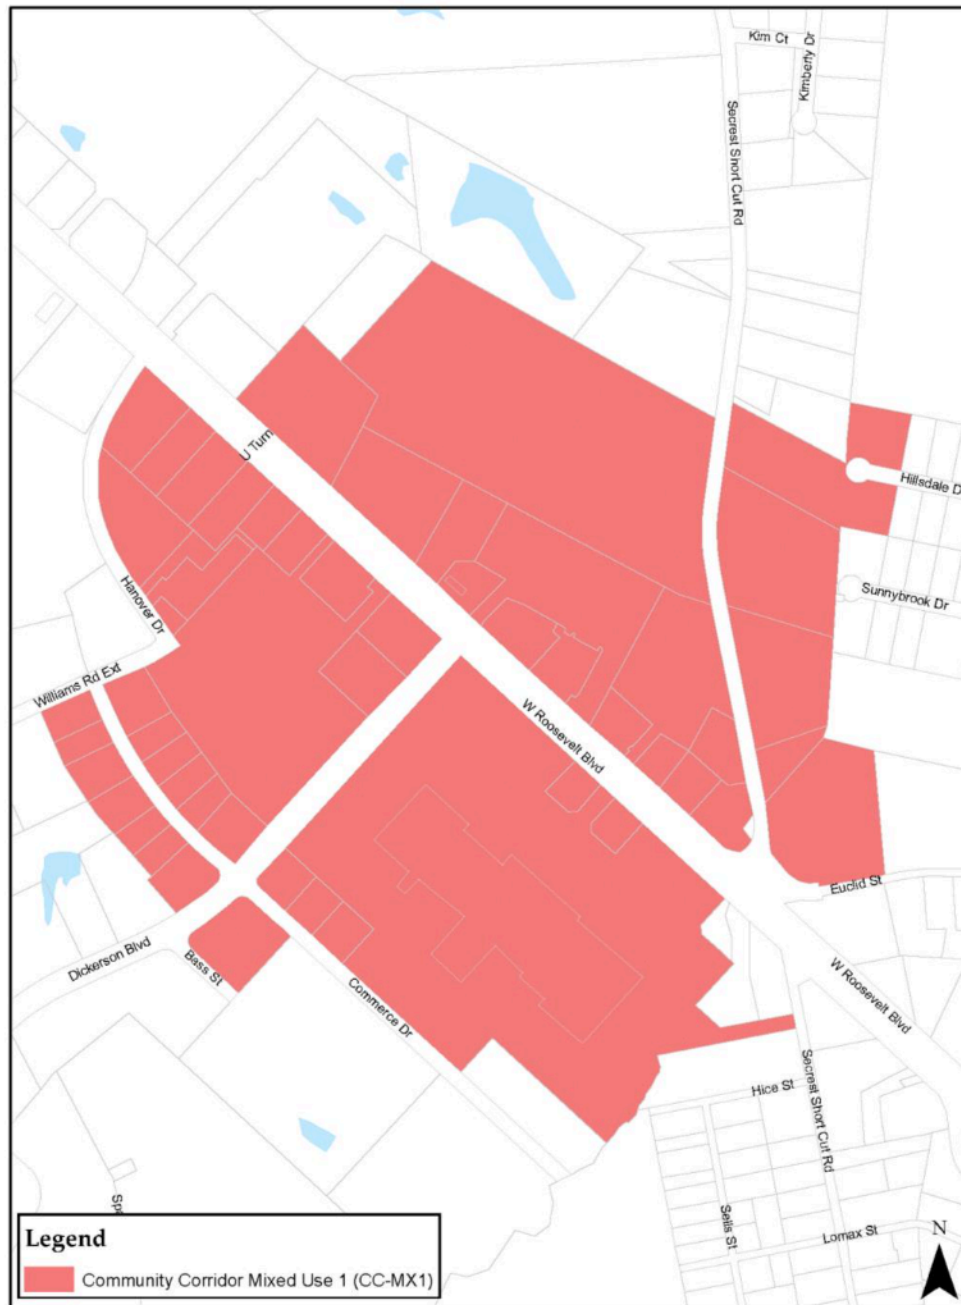 Kim Ct
Kimberly Dr
Secrest Short Cut Rd
U Turn
Hillsdale D
Sunnybrook Dr
Hanover Dr
Williams Rd Ext
W Roosevelt Blvd
Euclid St
Dickerson Blvd
Bass St
Commerce Dr
W Roosevelt Blvd
Hice St
Secrest Short Cut Rd
Sells St
Lomax St
N
Legend
Community Corridor Mixed Use 1 (CC-MX1)